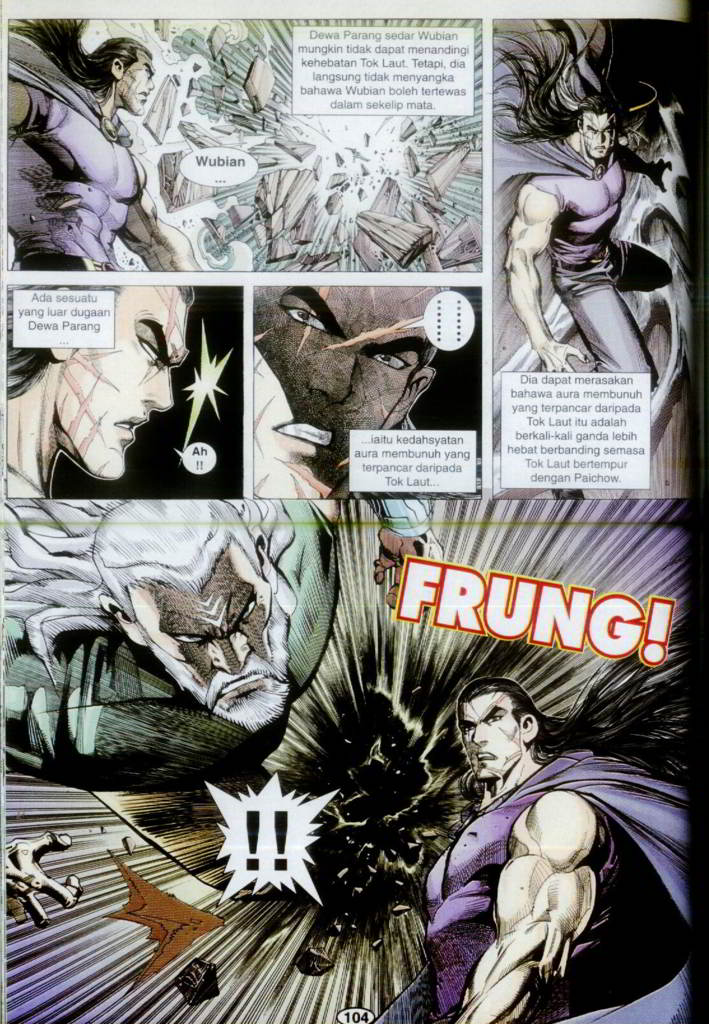 Dewa Parang sedar Wubian
mungkin tidak dapat menandingi
kehebatan Tok Laut. Tetapi, dia
langsung tidak menyangka
bahawa Wubian boleh tertewas
dalam sekelip mata.
Wubian
...
Dia dapat merasakan
bahawa aura membunuh
yang terpancar daripada
Tok Laut itu adalah
berkali-kali ganda lebih
hebat berbanding semasa
Tok Laut bertempur
dengan Paichow.
Ada sesuatu
yang luar dugaan
Dewa Parang
...
Ah
!!
...iaitu kedahsyatan
aura membunuh yang
terpancar daripada
Tok Laut...
FRUNG!
!!
104